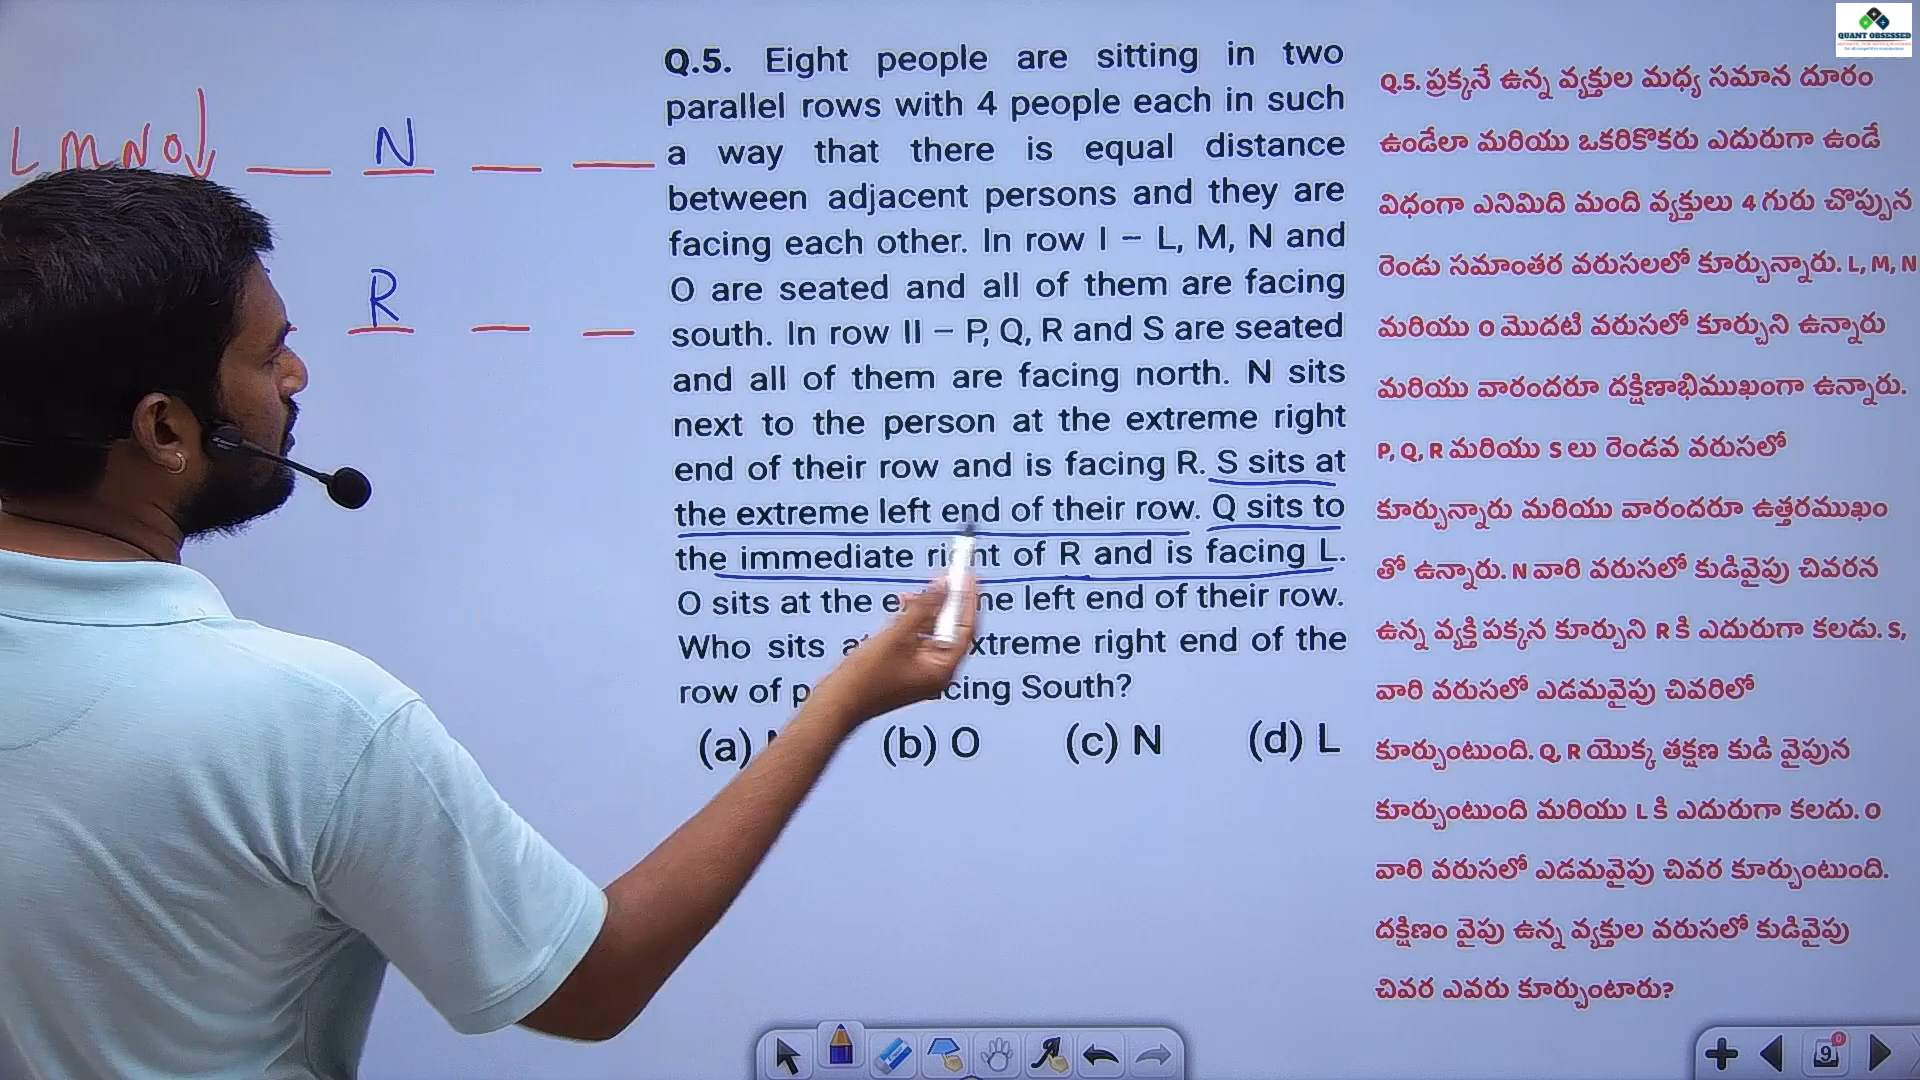 QUANT OBSESSED
L M N O
N
R
Q.5. Eight people are sitting in two
parallel rows with 4 people each in such
a way that there is equal distance
between adjacent persons and they are
facing each other. In row I – L, M, N and
O are seated and all of them are facing
south. In row II – P, Q, R and S are seated
and all of them are facing north. N sits
next to the person at the extreme right
end of their row and is facing R. S sits at
the extreme left end of their row. Q sits to
the immediate right of R and is facing L.
O sits at the left end of their row.
Who sits right end of the
row of South?
(a) (b) O (c) N (d) L
Q.5. ప్రక్కనే ఉన్న వ్యక్తుల మధ్య సమాన దూరం
ఉండేలా మరియు ఒకరికొకరు ఎదురుగా ఉండే
విధంగా ఎనిమిది మంది వ్యక్తులు 4 గురు చొప్పున
రెండు సమాంతర వరుసలలో కూర్చున్నారు. L, M, N
మరియు O మొదటి వరుసలో కూర్చుని ఉన్నారు
మరియు వారందరూ దక్షిణాభిముఖంగా ఉన్నారు.
P, Q, R మరియు S లు రెండవ వరుసలో
కూర్చున్నారు మరియు వారందరూ ఉత్తరముఖం
తో ఉన్నారు. N వారి వరుసలో కుడివైపు చివరన
ఉన్న వ్యక్తి పక్కన కూర్చుని R కి ఎదురుగా కలడు. S,
వారి వరుసలో ఎడమవైపు చివరిలో
కూర్చుంటుంది. Q, R యొక్క తక్షణ కుడి వైపున
కూర్చుంటుంది మరియు L కి ఎదురుగా కలదు. O
వారి వరుసలో ఎడమవైపు చివర కూర్చుంటుంది.
దక్షిణం వైపు ఉన్న వ్యక్తుల వరుసలో కుడివైపు
చివర ఎవరు కూర్చుంటారు?
9
0